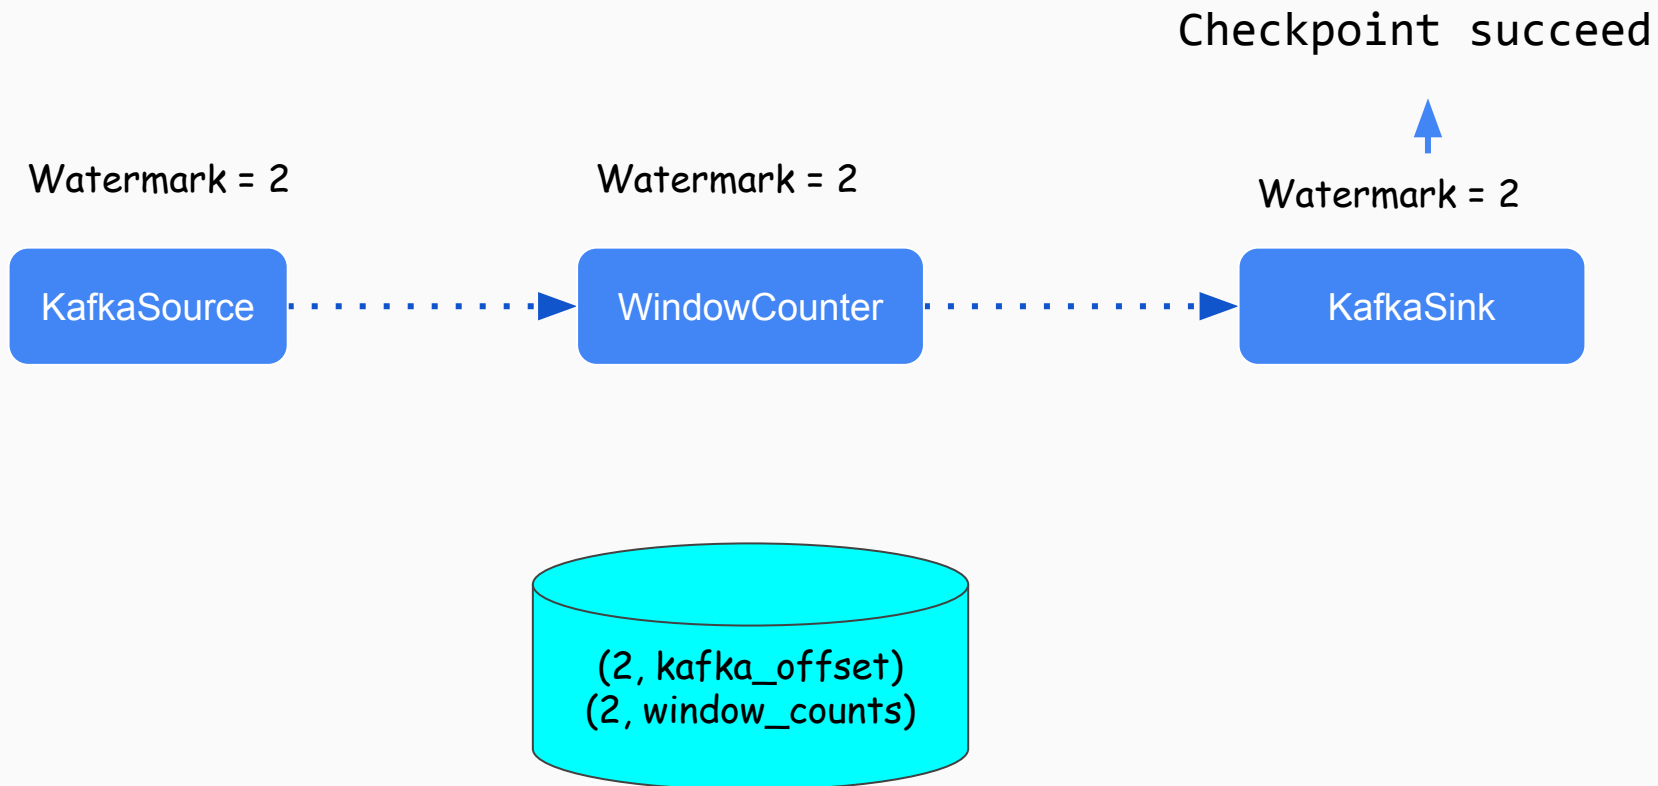 Checkpoint succeed
Watermark = 2
Watermark = 2
Watermark = 2
KafkaSource
WindowCounter
KafkaSink
(2, kafka_offset)
(2, window_counts)